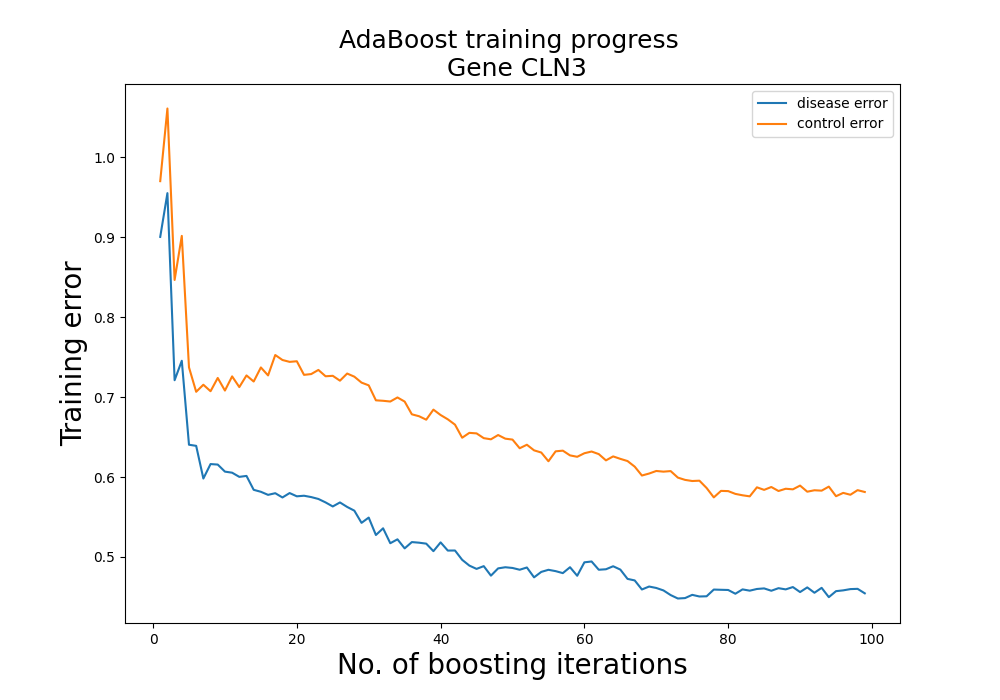 AdaBoost training progress
Gene CLN3
disease error
control error
1.0
0.9
0.8
0.7
0.6
0.5
Training error
0
20
40
60
80
100
No. of boosting iterations